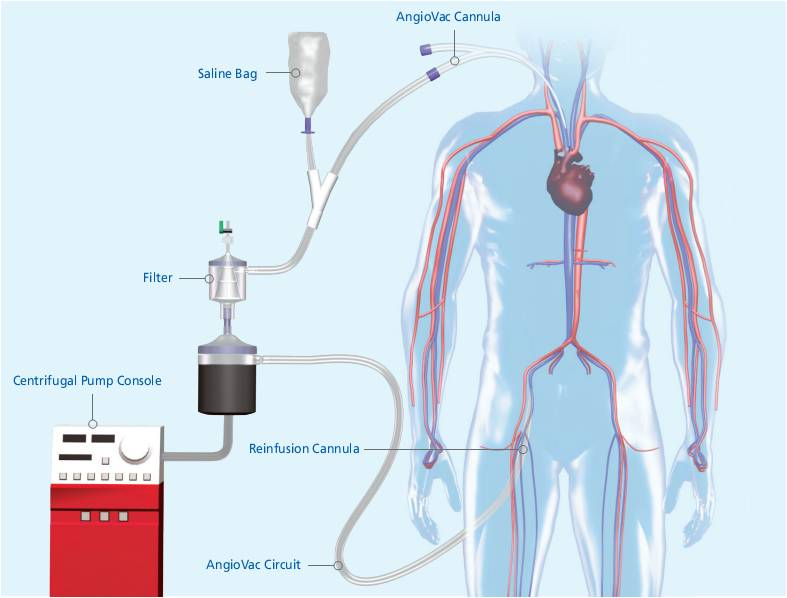 AngioVac Cannula
Saline Bag
Filter
Centrifugal Pump Console
Reinfusion Cannula
AngioVac Circuit